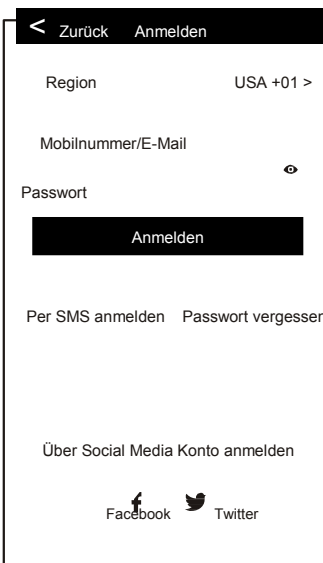 < Zurück Anmelden
Region USA +01 >
Mobilnummer/E-Mail
Passwort
Anmelden
Per SMS anmelden Passwort vergessen
Über Social Media Konto anmelden
Facebook Twitter